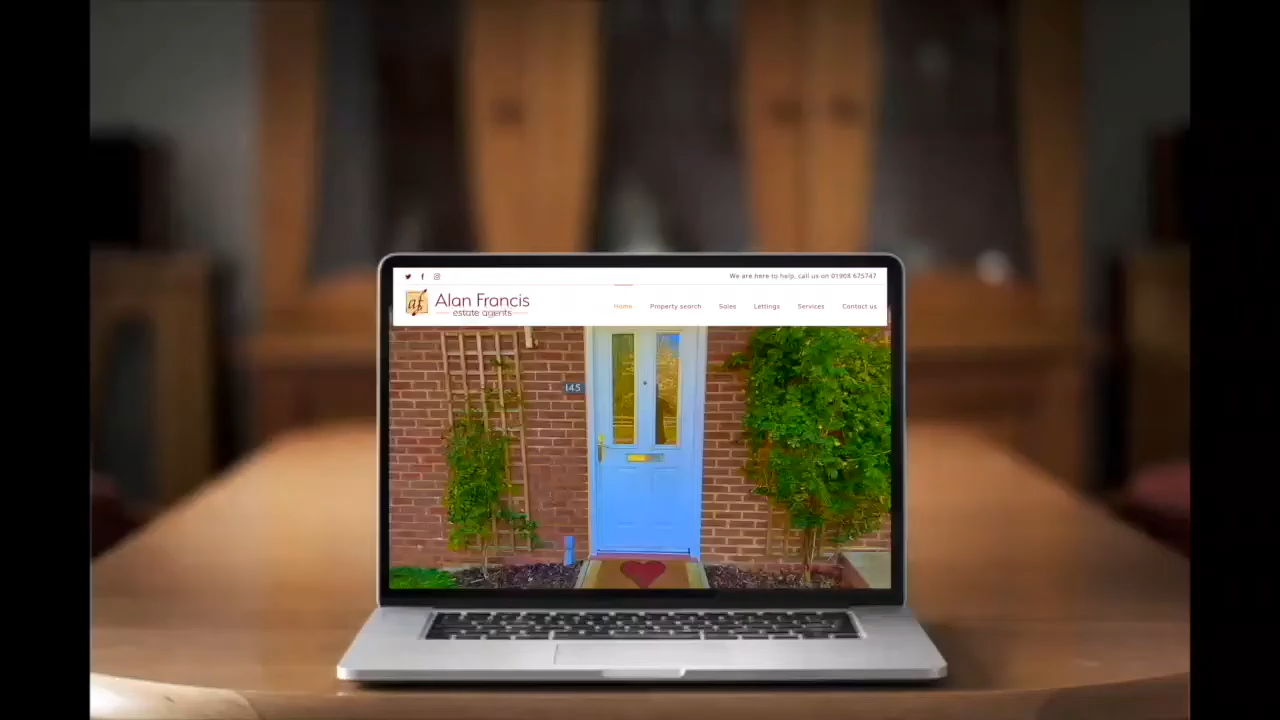 We are here to help, call us on 01908 675747
af Alan Francis
estate agents
Home Property search Sales Lettings Services Contact us
145